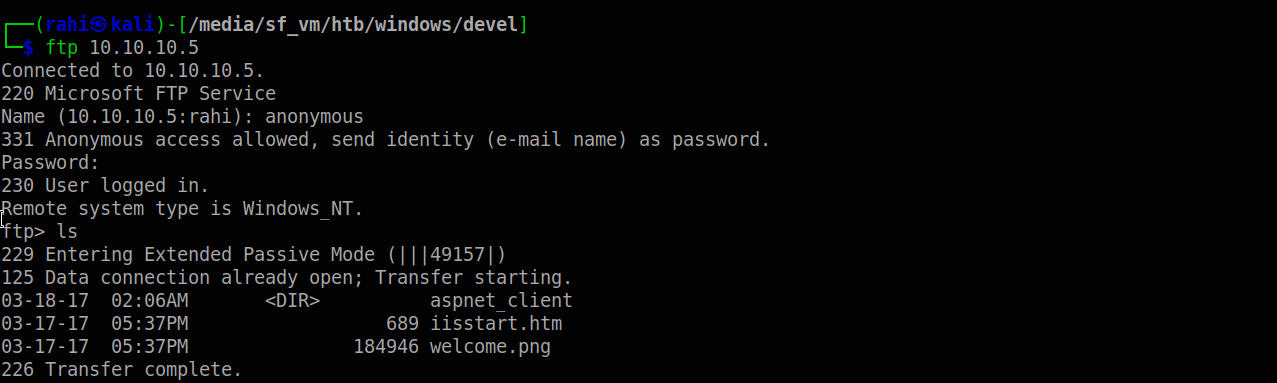 ┌──(rahi㉿kali)-[/media/sf_vm/htb/windows/devel]
└─$ ftp 10.10.10.5
Connected to 10.10.10.5.
220 Microsoft FTP Service
Name (10.10.10.5:rahi): anonymous
331 Anonymous access allowed, send identity (e-mail name) as password.
Password:
230 User logged in.
Remote system type is Windows_NT.
ftp> ls
229 Entering Extended Passive Mode (|||49157|)
125 Data connection already open; Transfer starting.
03-18-17  02:06AM       <DIR>          aspnet_client
03-17-17  05:37PM                  689 iisstart.htm
03-17-17  05:37PM               184946 welcome.png
226 Transfer complete.